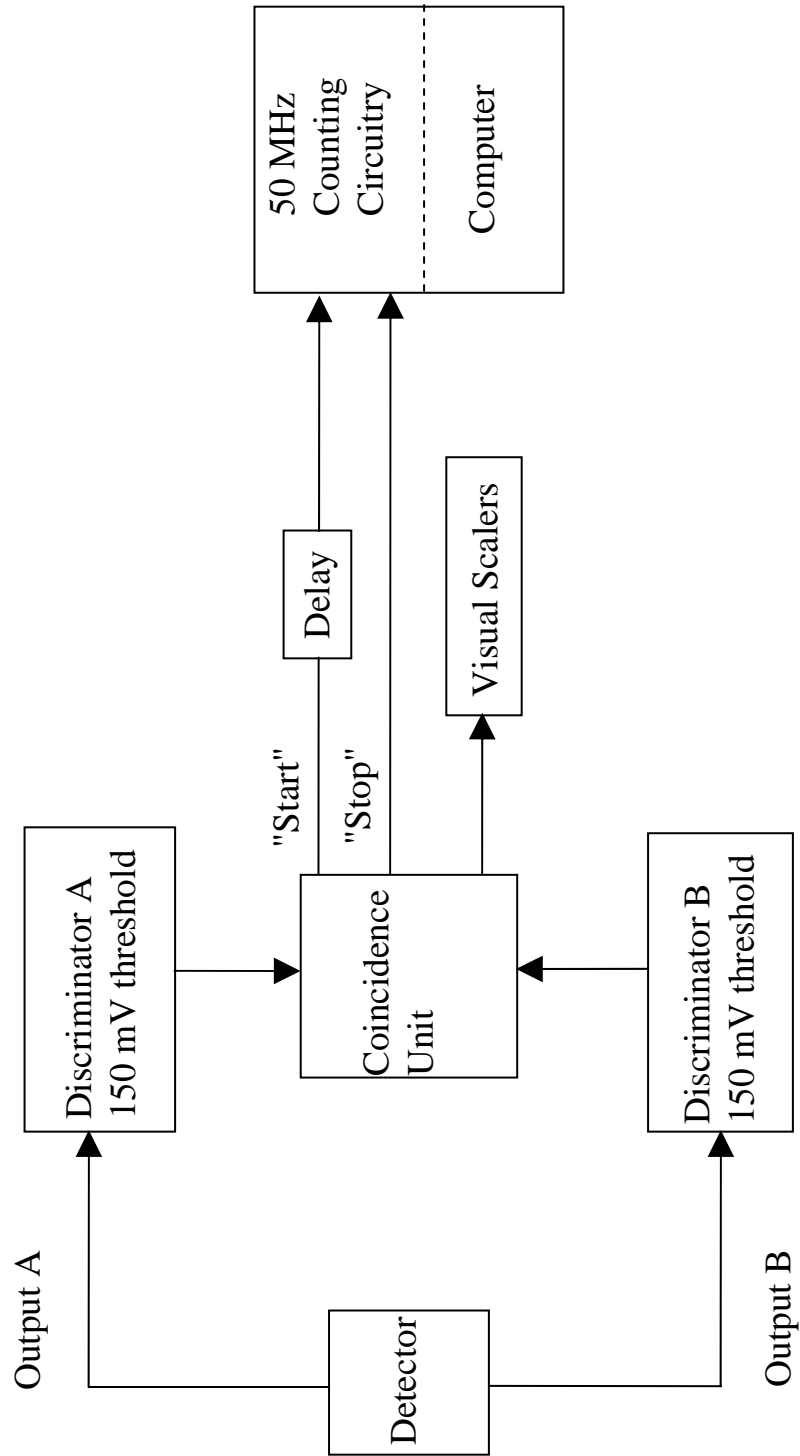 Output A
Detector
Output B
Discriminator A
150 mV threshold
Coincidence
Unit
Discriminator B
150 mV threshold
"Start"
"Stop"
Delay
Visual Scalers
50 MHz
Counting
Circuitry
Computer